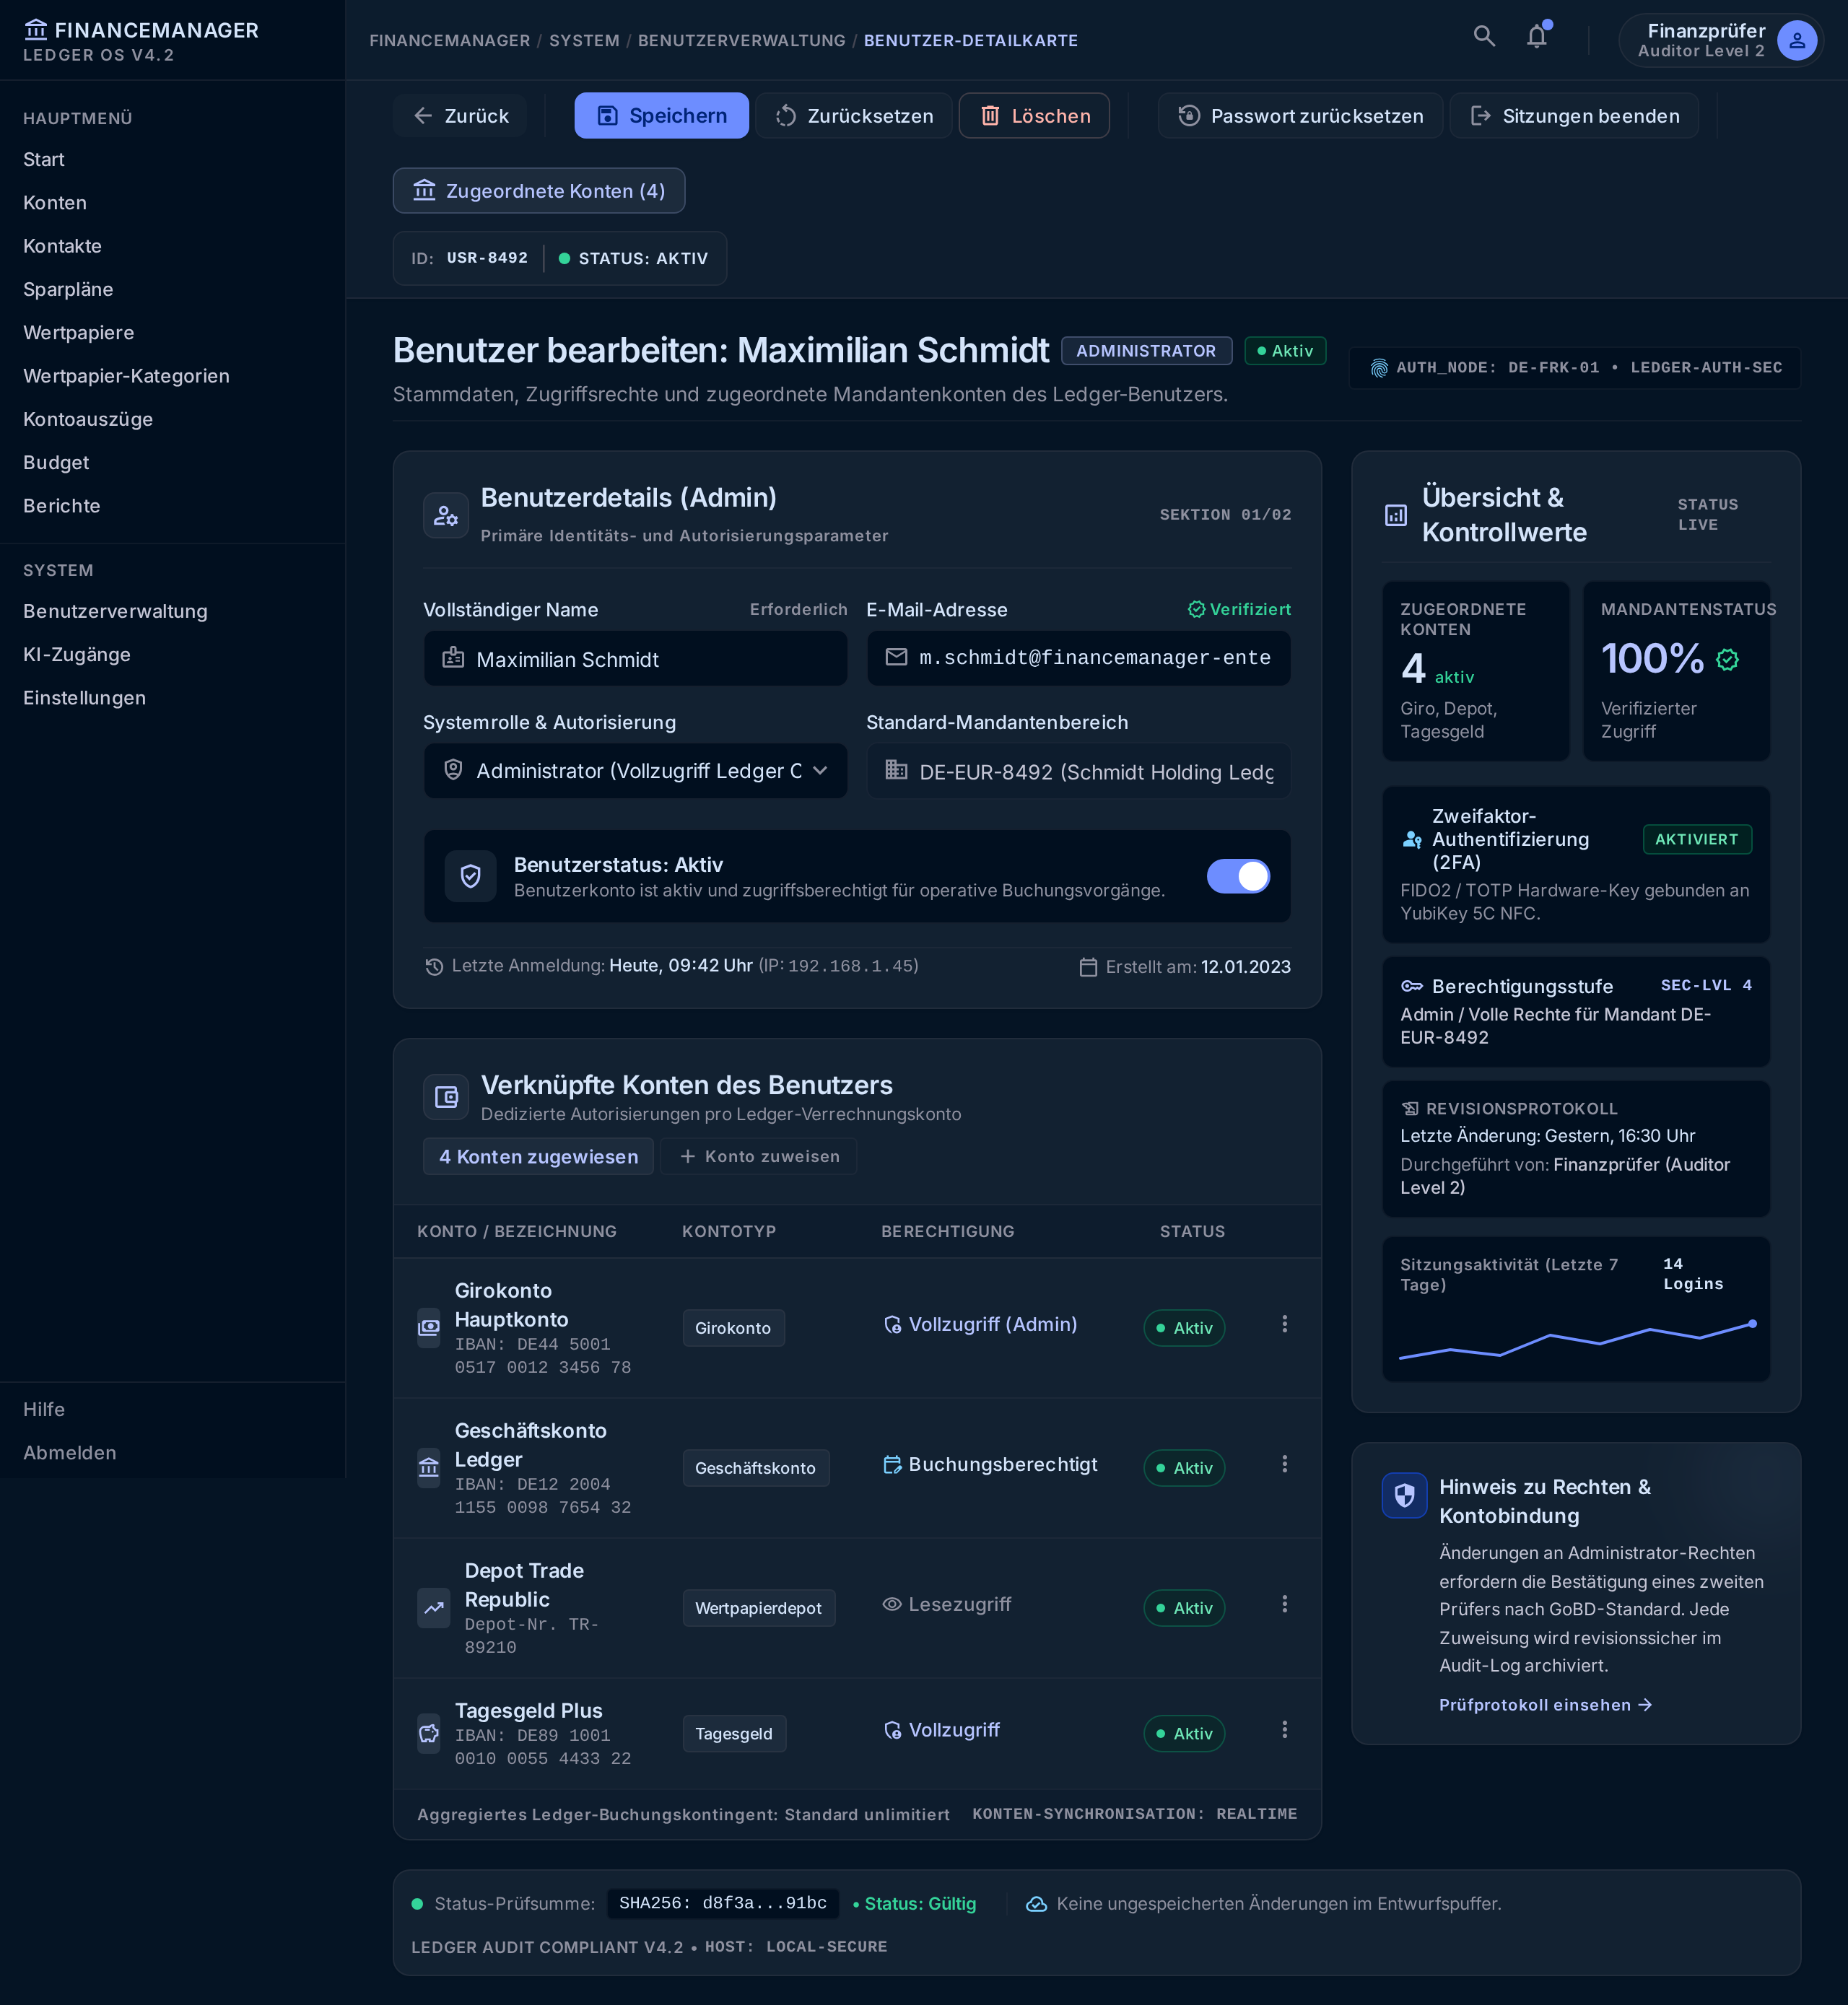 FINANCEMANAGER
LEDGER OS V4.2
HAUPTMENÜ
Start
Konten
Kontakte
Sparpläne
Wertpapiere
Wertpapier-Kategorien
Kontoauszüge
Budget
Berichte
SYSTEM
Benutzerverwaltung
KI-Zugänge
Einstellungen
Hilfe
Abmelden
FINANCEMANAGER / SYSTEM / BENUTZERVERWALTUNG / BENUTZER-DETAILKARTE
Finanzprüfer
Auditor Level 2
Zurück
Speichern
Zurücksetzen
Löschen
Passwort zurücksetzen
Sitzungen beenden
Zugeordnete Konten (4)
ID: USR-8492
STATUS: AKTIV
Benutzer bearbeiten: Maximilian Schmidt
ADMINISTRATOR
Aktiv
Stammdaten, Zugriffsrechte und zugeordnete Mandantenkonten des Ledger-Benutzers.
AUTH_NODE: DE-FRK-01 • LEDGER-AUTH-SEC
Benutzerdetails (Admin)
Primäre Identitäts- und Autorisierungsparameter
SEKTION 01/02
Vollständiger Name
Erforderlich
Maximilian Schmidt
E-Mail-Adresse
Verifiziert
m.schmidt@financemanager-ente
Systemrolle & Autorisierung
Administrator (Vollzugriff Ledger
Standard-Mandantenbereich
DE-EUR-8492 (Schmidt Holding Ledg
Benutzerstatus: Aktiv
Benutzerkonto ist aktiv und zugriffsberechtigt für operative Buchungsvorgänge.
Letzte Anmeldung: Heute, 09:42 Uhr (IP: 192.168.1.45)
Erstellt am: 12.01.2023
Verknüpfte Konten des Benutzers
Dedizierte Autorisierungen pro Ledger-Verrechnungskonto
4 Konten zugewiesen
Konto zuweisen
KONTO / BEZEICHNUNG
KONTOTYP
BERECHTIGUNG
STATUS
Girokonto
Hauptkonto
IBAN: DE44 5001
0517 0012 3456 78
Girokonto
Vollzugriff (Admin)
Aktiv
Geschäftskonto
Ledger
IBAN: DE12 2004
1155 0098 7654 32
Geschäftskonto
Buchungsberechtigt
Aktiv
Depot Trade
Republic
Depot-Nr. TR-
89210
Wertpapierdepot
Lesezugriff
Aktiv
Tagesgeld Plus
IBAN: DE89 1001
0010 0055 4433 22
Tagesgeld
Vollzugriff
Aktiv
Aggregiertes Ledger-Buchungskontingent: Standard unlimitiert
KONTEN-SYNCHRONISATION: REALTIME
Übersicht &
Kontrollwerte
STATUS
LIVE
ZUGEORDNETE
KONTEN
4 aktiv
Giro, Depot,
Tagesgeld
MANDANTENSTATUS
100%
Verifizierter
Zugriff
Zweifaktor-
Authentifizierung
(2FA)
AKTIVIERT
FIDO2 / TOTP Hardware-Key gebunden an
YubiKey 5C NFC.
Berechtigungsstufe
SEC-LVL 4
Admin / Volle Rechte für Mandant DE-
EUR-8492
REVISIONSPROTOKOLL
Letzte Änderung: Gestern, 16:30 Uhr
Durchgeführt von: Finanzprüfer (Auditor
Level 2)
Sitzungsaktivität (Letzte 7
Tage)
14
Logins
Hinweis zu Rechten &
Kontobindung
Änderungen an Administrator-Rechten
erfordern die Bestätigung eines zweiten
Prüfers nach GoBD-Standard. Jede
Zuweisung wird revisionssicher im
Audit-Log archiviert.
Prüfprotokoll einsehen →
Status-Prüfsumme: SHA256: d8f3a...91bc • Status: Gültig
Keine ungespeicherten Änderungen im Entwurfspuffer.
LEDGER AUDIT COMPLIANT V4.2 • HOST: LOCAL-SECURE